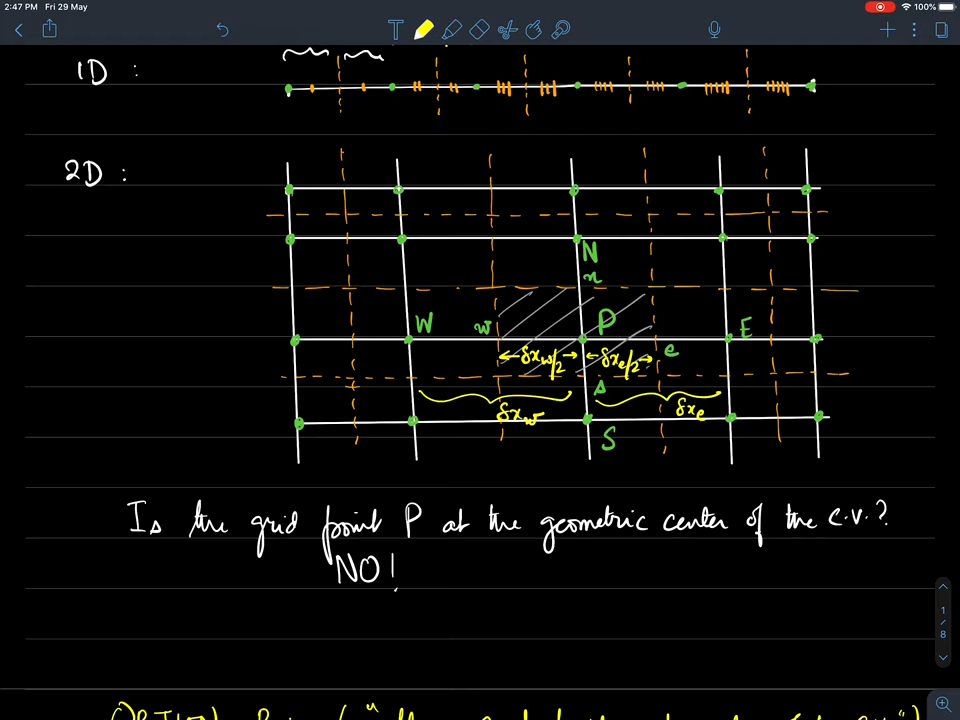 2:47 PM Fri 29 May
100%
1D :
2D :
N
n
W
w
P
E
e
δxw/2
δxe/2
s
δxw
δxe
S
Is the grid point P at the geometric center of the c.v.?
NO!
1
/
8